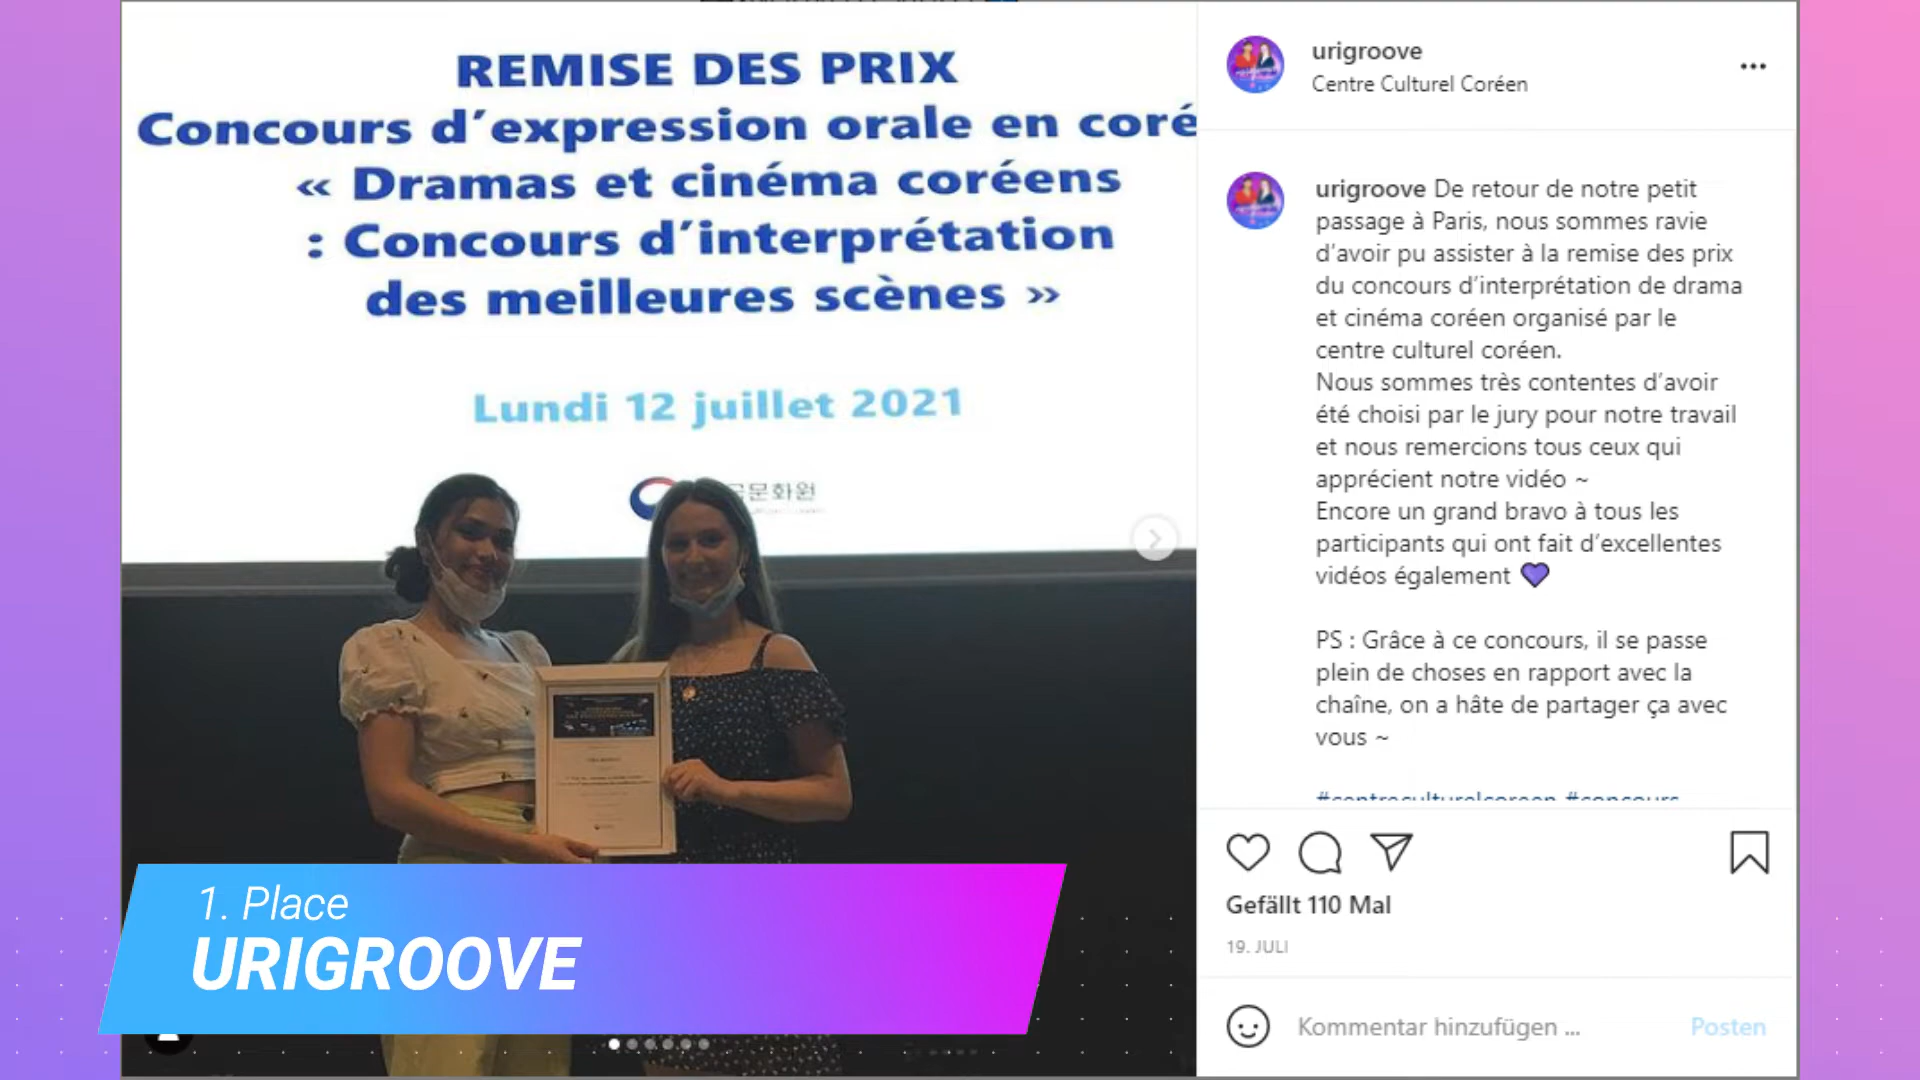 REMISE DES PRIX
Concours d'expression orale en coré
« Dramas et cinéma coréens
: Concours d'interprétation
des meilleures scènes »
Lundi 12 juillet 2021
문화원
1. Place
URIGROOVE
urigroove
Centre Culturel Coréen
urigroove De retour de notre petit
passage à Paris, nous sommes ravie
d'avoir pu assister à la remise des prix
du concours d'interprétation de drama
et cinéma coréen organisé par le
centre culturel coréen.
Nous sommes très contentes d'avoir
été choisi par le jury pour notre travail
et nous remercions tous ceux qui
apprécient notre vidéo ~
Encore un grand bravo à tous les
participants qui ont fait d'excellentes
vidéos également 💜
PS : Grâce à ce concours, il se passe
plein de choses en rapport avec la
chaîne, on a hâte de partager ça avec
vous ~
#centreculturelcoreen #concours
Gefällt 110 Mal
19. JULI
Kommentar hinzufügen ...
Posten